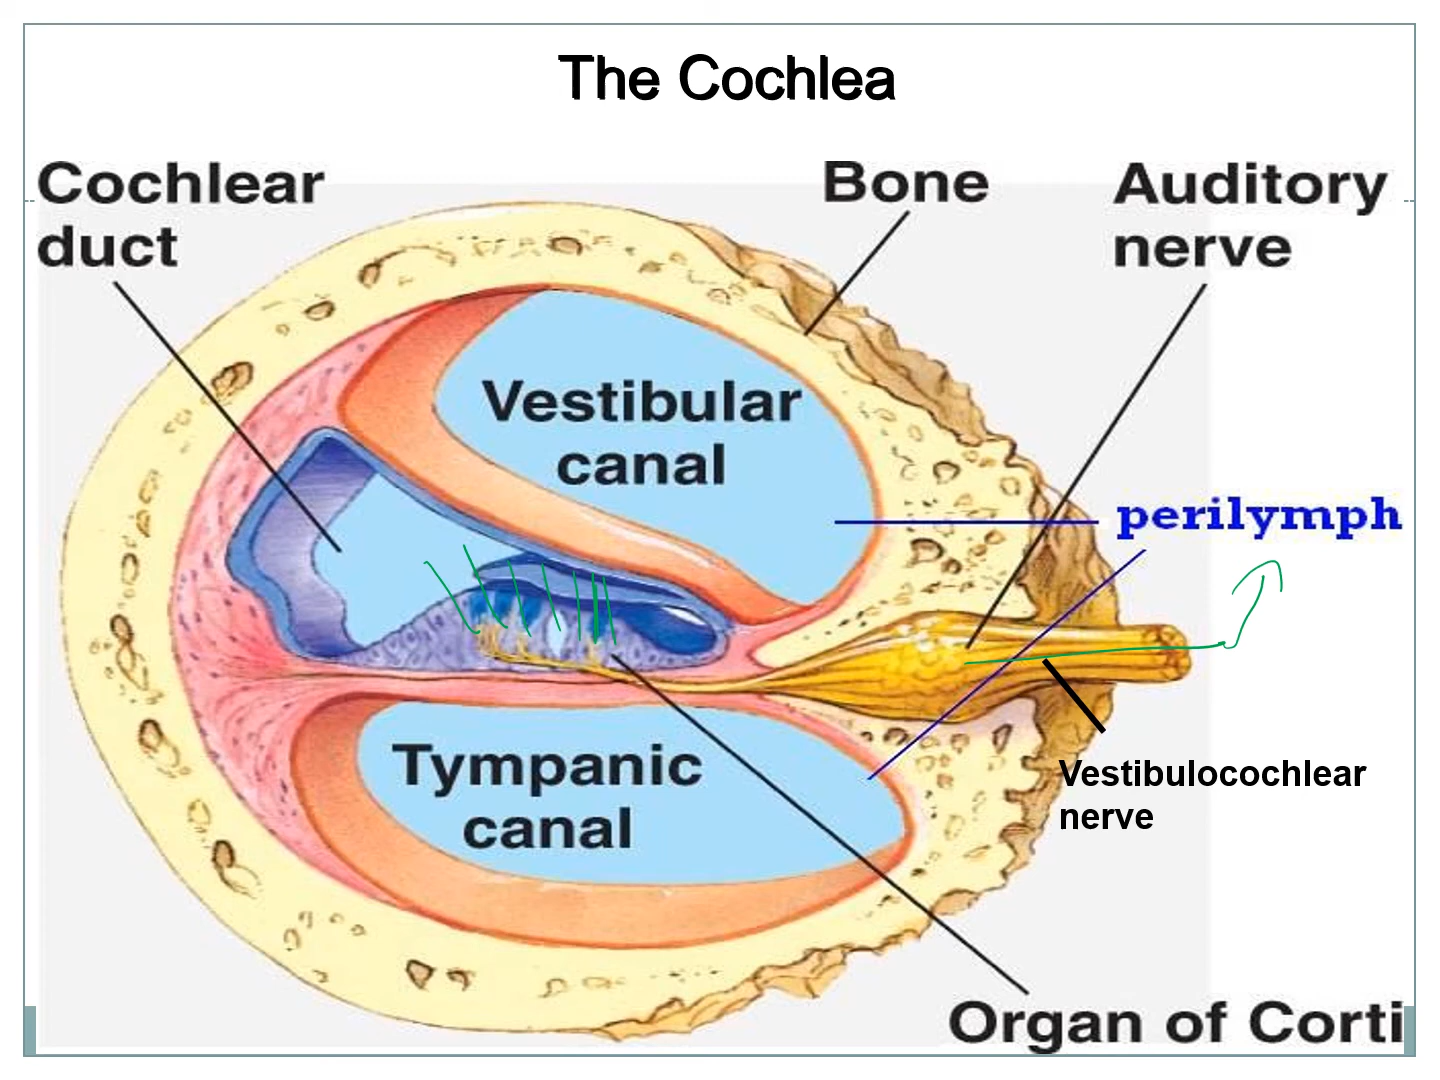 The Cochlea
Cochlear
duct
Bone
Auditory
nerve
Vestibular
canal
perilymph
Tympanic
canal
Vestibulocochlear
nerve
Organ of Corti